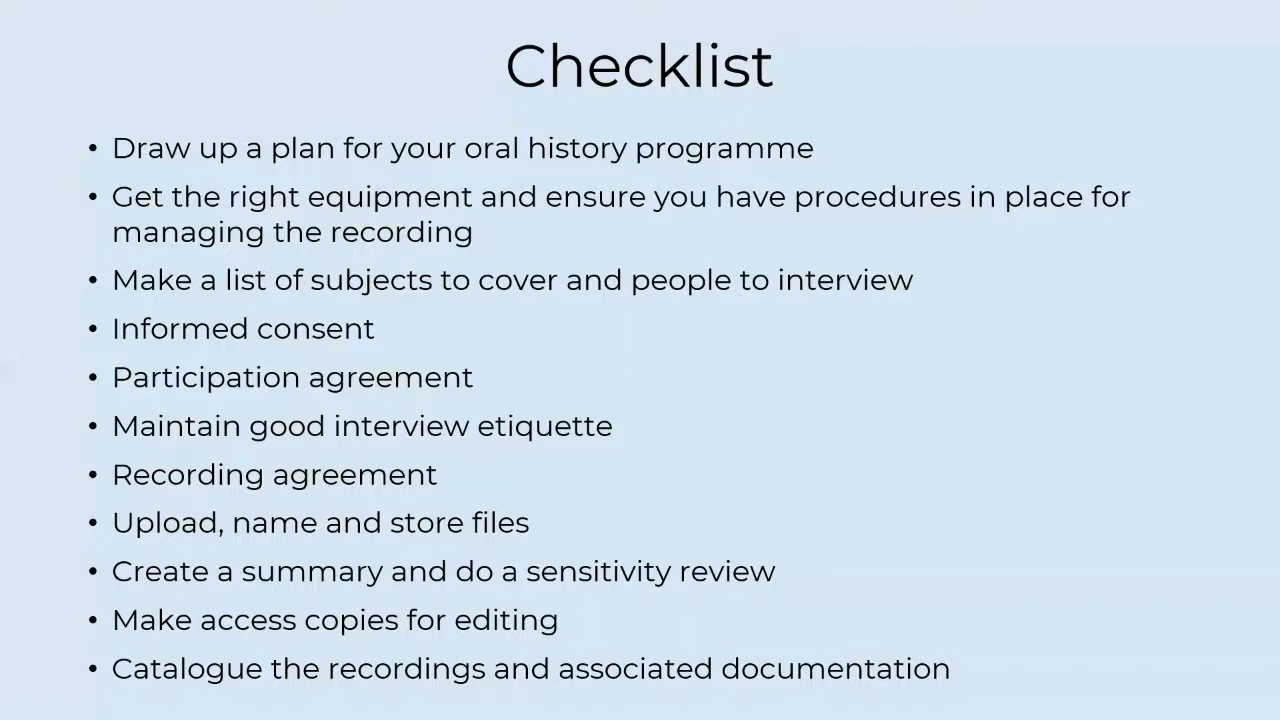 Checklist
• Draw up a plan for your oral history programme
• Get the right equipment and ensure you have procedures in place for
managing the recording
• Make a list of subjects to cover and people to interview
• Informed consent
• Participation agreement
• Maintain good interview etiquette
• Recording agreement
• Upload, name and store files
• Create a summary and do a sensitivity review
• Make access copies for editing
• Catalogue the recordings and associated documentation